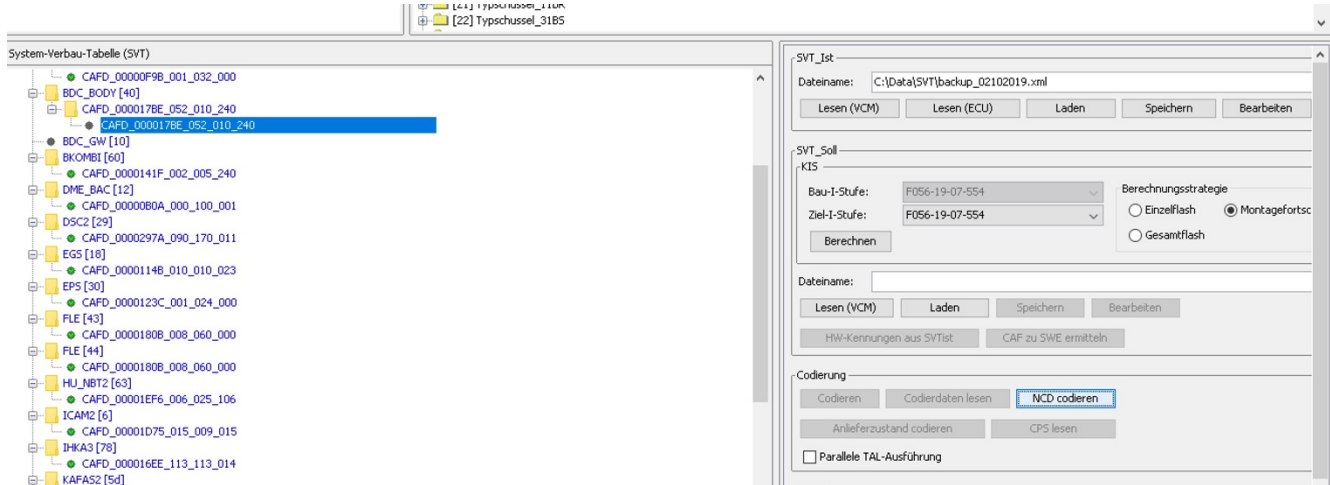 [21] Typschussel_11BR
[22] Typschussel_31BS
System-Verbau-Tabelle (SVT)
CAFD_00000F9B_001_032_000
BDC_BODY [40]
CAFD_000017BE_052_010_240
CAFD_000017BE_052_010_240
BDC_GW [10]
BKOMBI [60]
CAFD_0000141F_002_005_240
DME_BAC [12]
CAFD_00000B0A_000_100_001
DSC2 [29]
CAFD_0000297A_090_170_011
EGS [18]
CAFD_0000114B_010_010_023
EPS [30]
CAFD_0000123C_001_024_000
FLE [43]
CAFD_0000180B_008_060_000
FLE [44]
CAFD_0000180B_008_060_000
HU_NBT2 [63]
CAFD_00001EF6_006_025_106
ICAM2 [6]
CAFD_00001D75_015_009_015
IHKA3 [78]
CAFD_000016EE_113_113_014
KAFAS2 [5d]
SVT_Ist
Dateiname: C:\Data\SVT\backup_02102019.xml
Lesen (VCM) Lesen (ECU) Laden Speichern Bearbeiten
SVT_Soll
KIS
Bau-I-Stufe: F056-19-07-554 Berechnungsstrategie
Ziel-I-Stufe: F056-19-07-554 Einzelflash Montagefortsc
Berechnen Gesamtflash
Dateiname:
Lesen (VCM) Laden Speichern Bearbeiten
HW-Kennungen aus SVTist CAF zu SWE ermitteln
Codierung
Codieren Codierdaten lesen NCD codieren
Anlieferzustand codieren CPS lesen
Parallele TAL-Ausführung